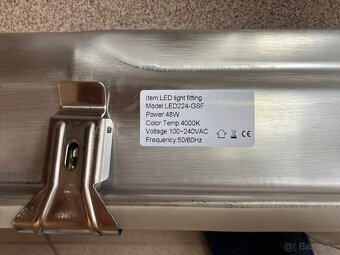 Item LED light fitting
Model LED224-GSF
Power:48W
Color Temp:4000K
Voltage:100~240VAC
Frequency:50/60Hz